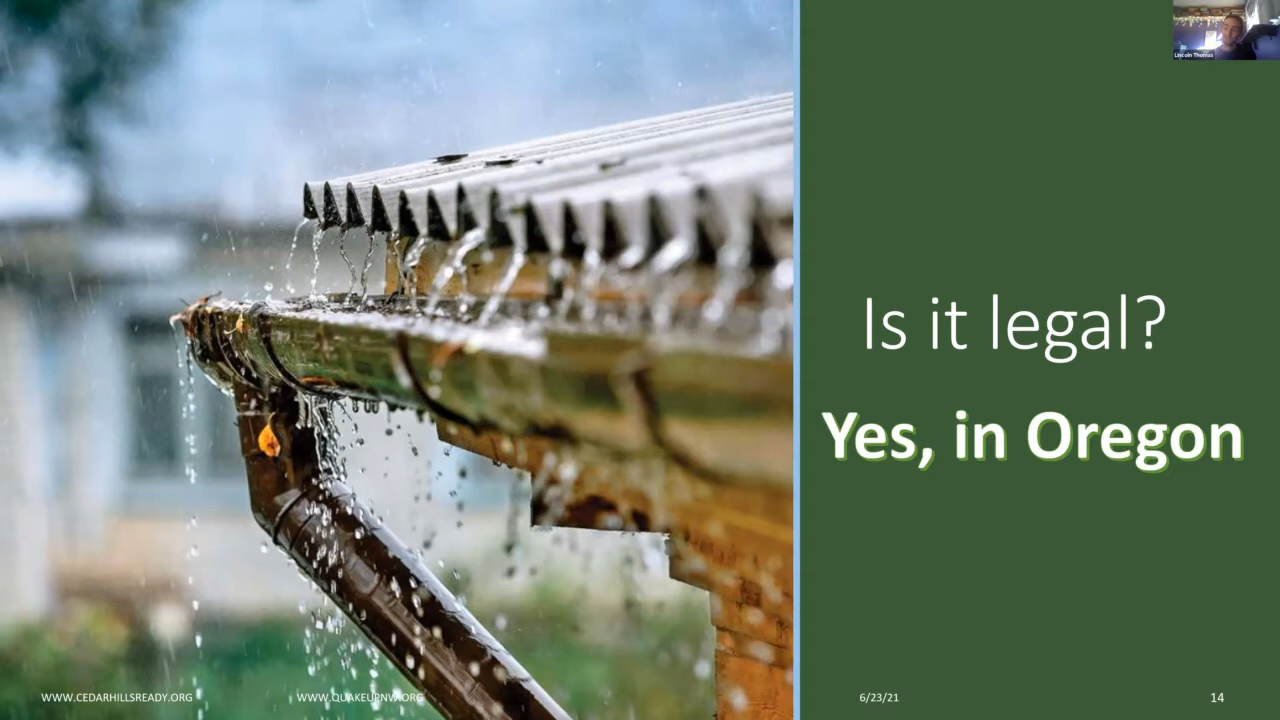 Lincoln Thomas
Is it legal?
Yes, in Oregon
WWW.CEDARHILLSREADY.ORG
WWW.QUAKEUPNW.ORG
6/23/21
14